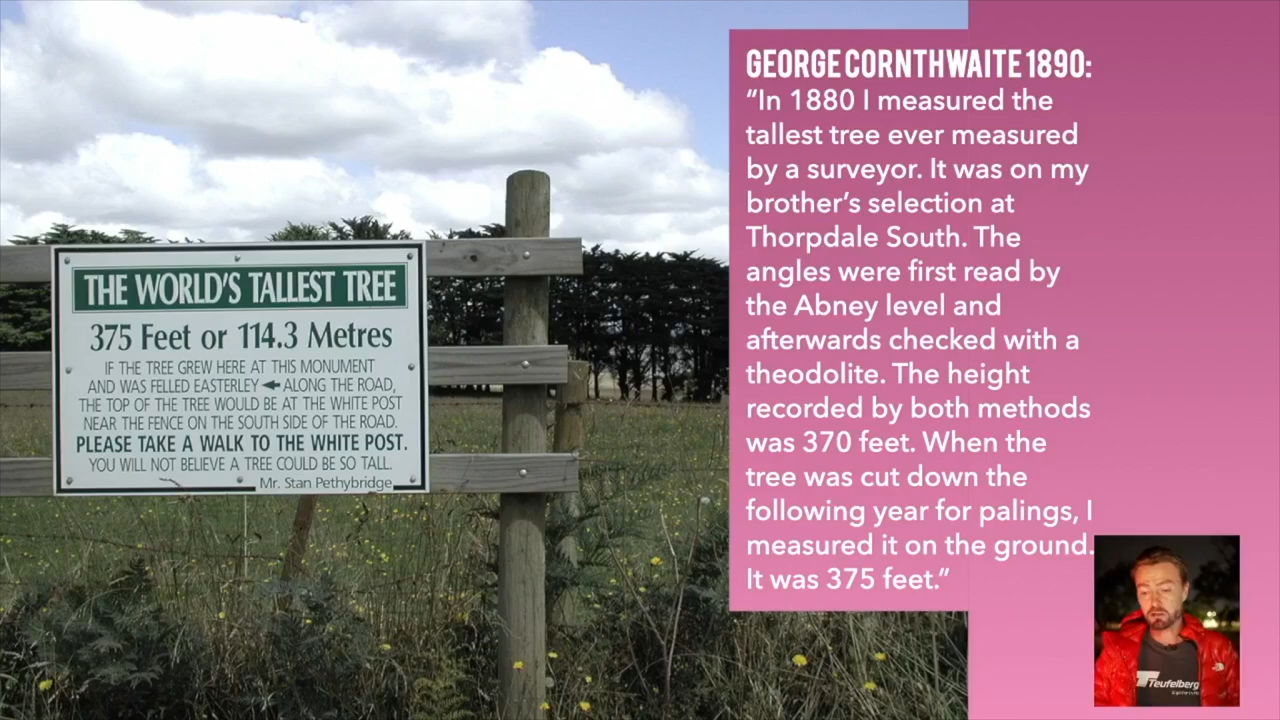 THE WORLD'S TALLEST TREE
375 Feet or 114.3 Metres
IF THE TREE GREW HERE AT THIS MONUMENT
AND WAS FELLED EASTERLEY ALONG THE ROAD,
THE TOP OF THE TREE WOULD BE AT THE WHITE POST
NEAR THE FENCE ON THE SOUTH SIDE OF THE ROAD.
PLEASE TAKE A WALK TO THE WHITE POST.
YOU WILL NOT BELIEVE A TREE COULD BE SO TALL.
Mr. Stan Pethybridge
GEORGE CORNTHWAITE 1890:
“In 1880 I measured the
tallest tree ever measured
by a surveyor. It was on my
brother’s selection at
Thorpdale South. The
angles were first read by
the Abney level and
afterwards checked with a
theodolite. The height
recorded by both methods
was 370 feet. When the
tree was cut down the
following year for palings, I
measured it on the ground.
It was 375 feet.”
Teufelberger